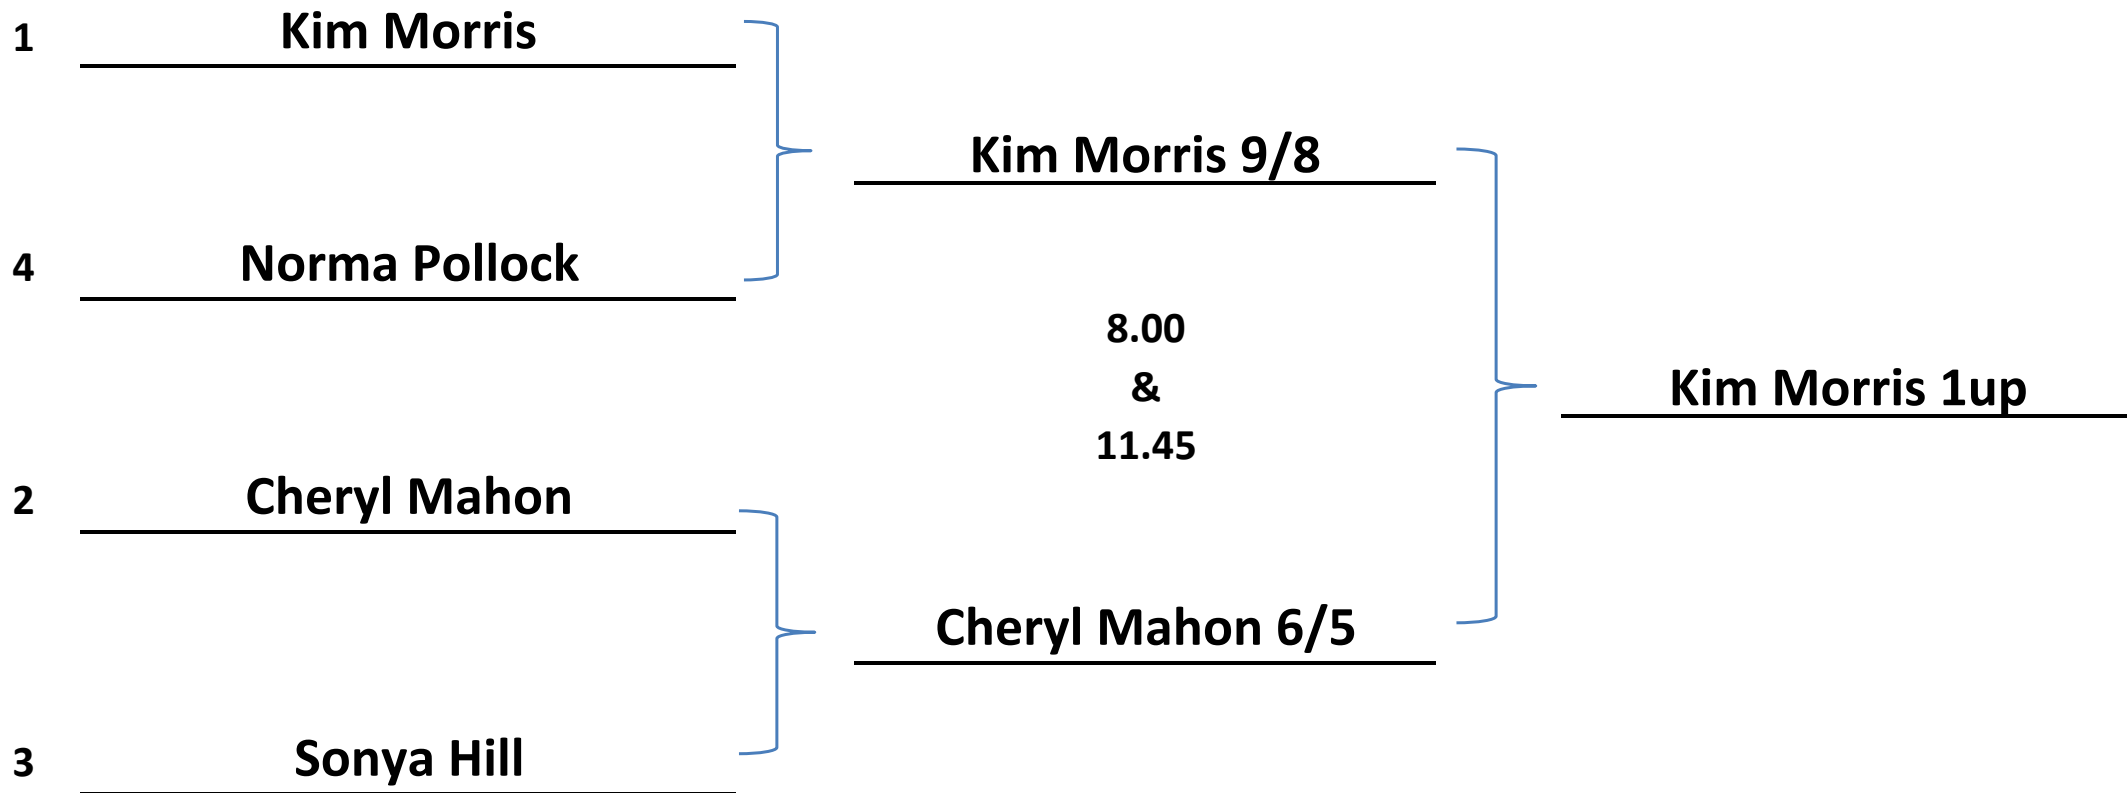 1 Kim Morris
Kim Morris 9/8
4 Norma Pollock
8.00
&
11.45
Kim Morris 1up
2 Cheryl Mahon
Cheryl Mahon 6/5
3 Sonya Hill